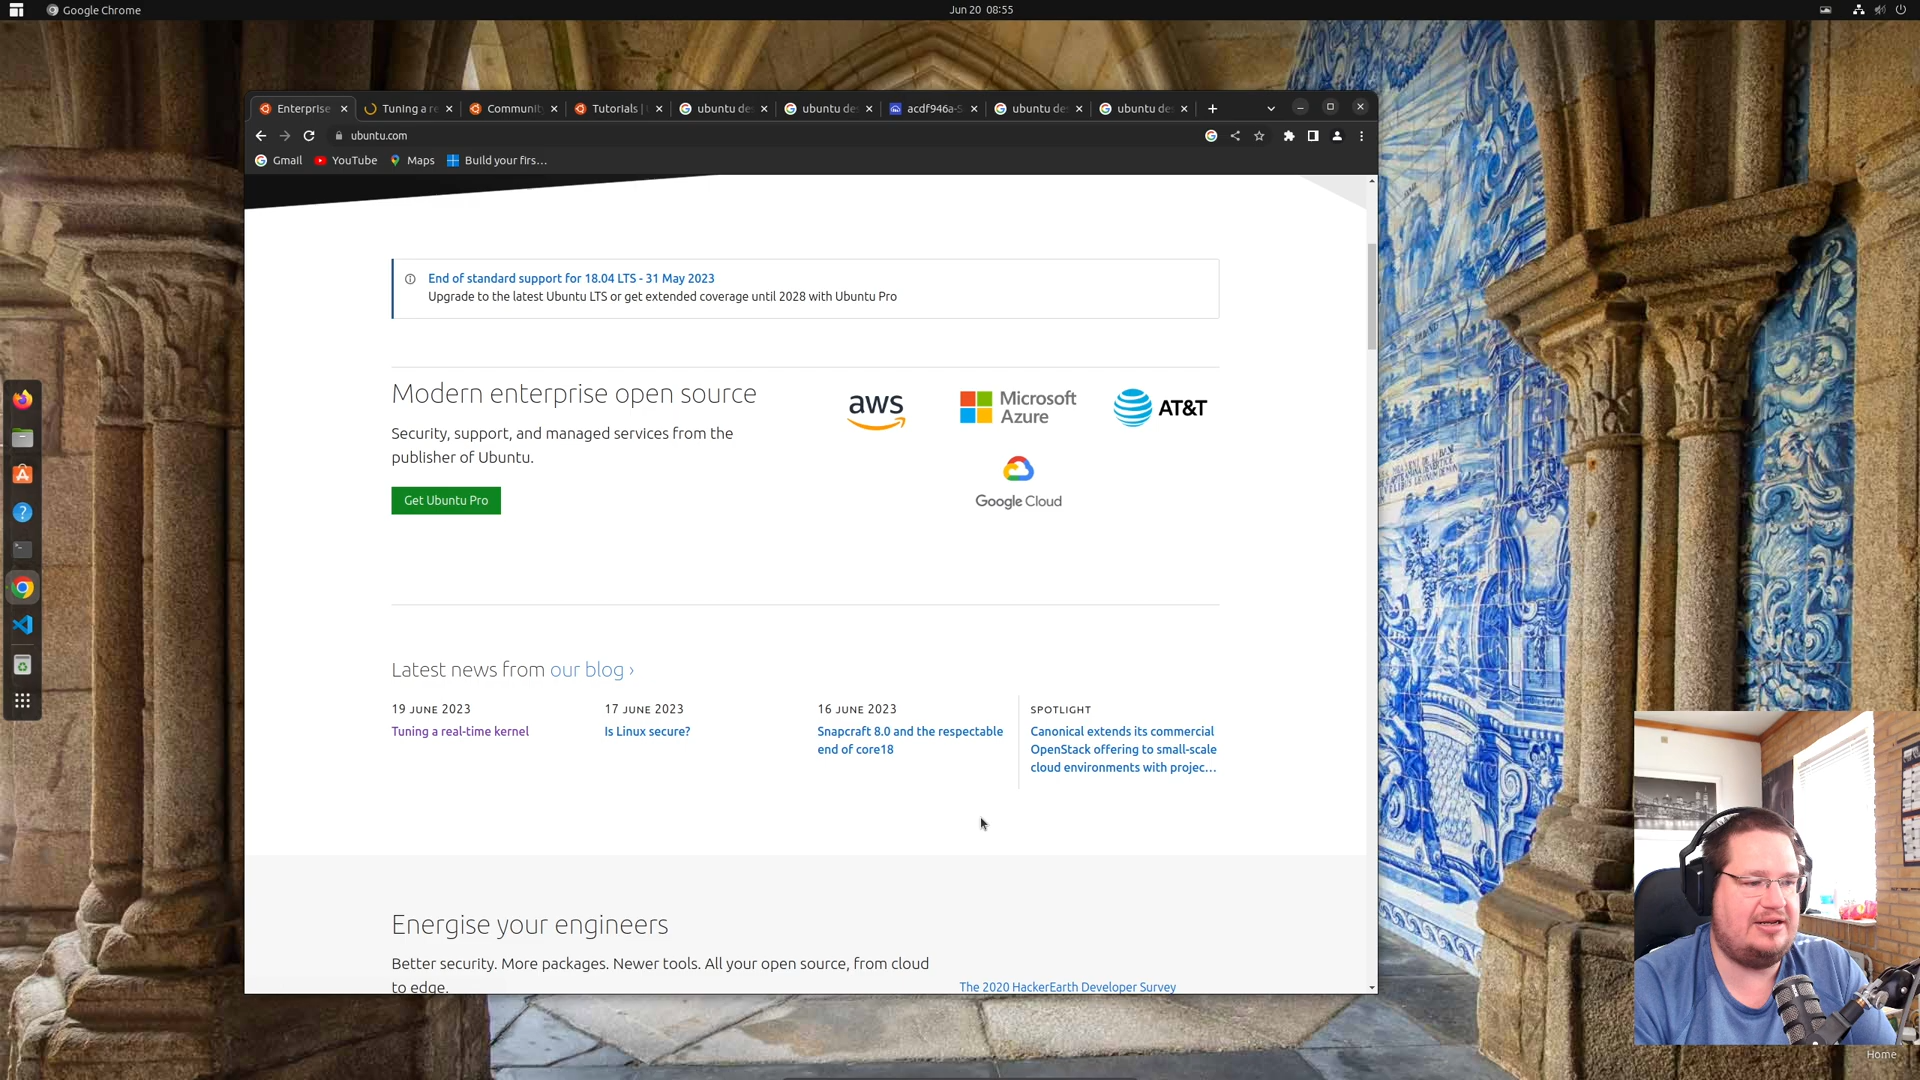 Google Chrome
Jun 20 08:55
Enterprise
Tuning a re
Communit
Tutorials |
ubuntu de
ubuntu de
acdf946a-S
ubuntu de
ubuntu de
ubuntu.com
Gmail
YouTube
Maps
Build your firs…
End of standard support for 18.04 LTS - 31 May 2023
Upgrade to the latest Ubuntu LTS or get extended coverage until 2028 with Ubuntu Pro
Modern enterprise open source
Security, support, and managed services from the
publisher of Ubuntu.
Get Ubuntu Pro
aws
Microsoft
Azure
AT&T
Google Cloud
Latest news from our blog ›
19 JUNE 2023
Tuning a real-time kernel
17 JUNE 2023
Is Linux secure?
16 JUNE 2023
Snapcraft 8.0 and the respectable
end of core18
SPOTLIGHT
Canonical extends its commercial
OpenStack offering to small-scale
cloud environments with projec…
Energise your engineers
Better security. More packages. Newer tools. All your open source, from cloud
to edge.
The 2020 HackerEarth Developer Survey
Home